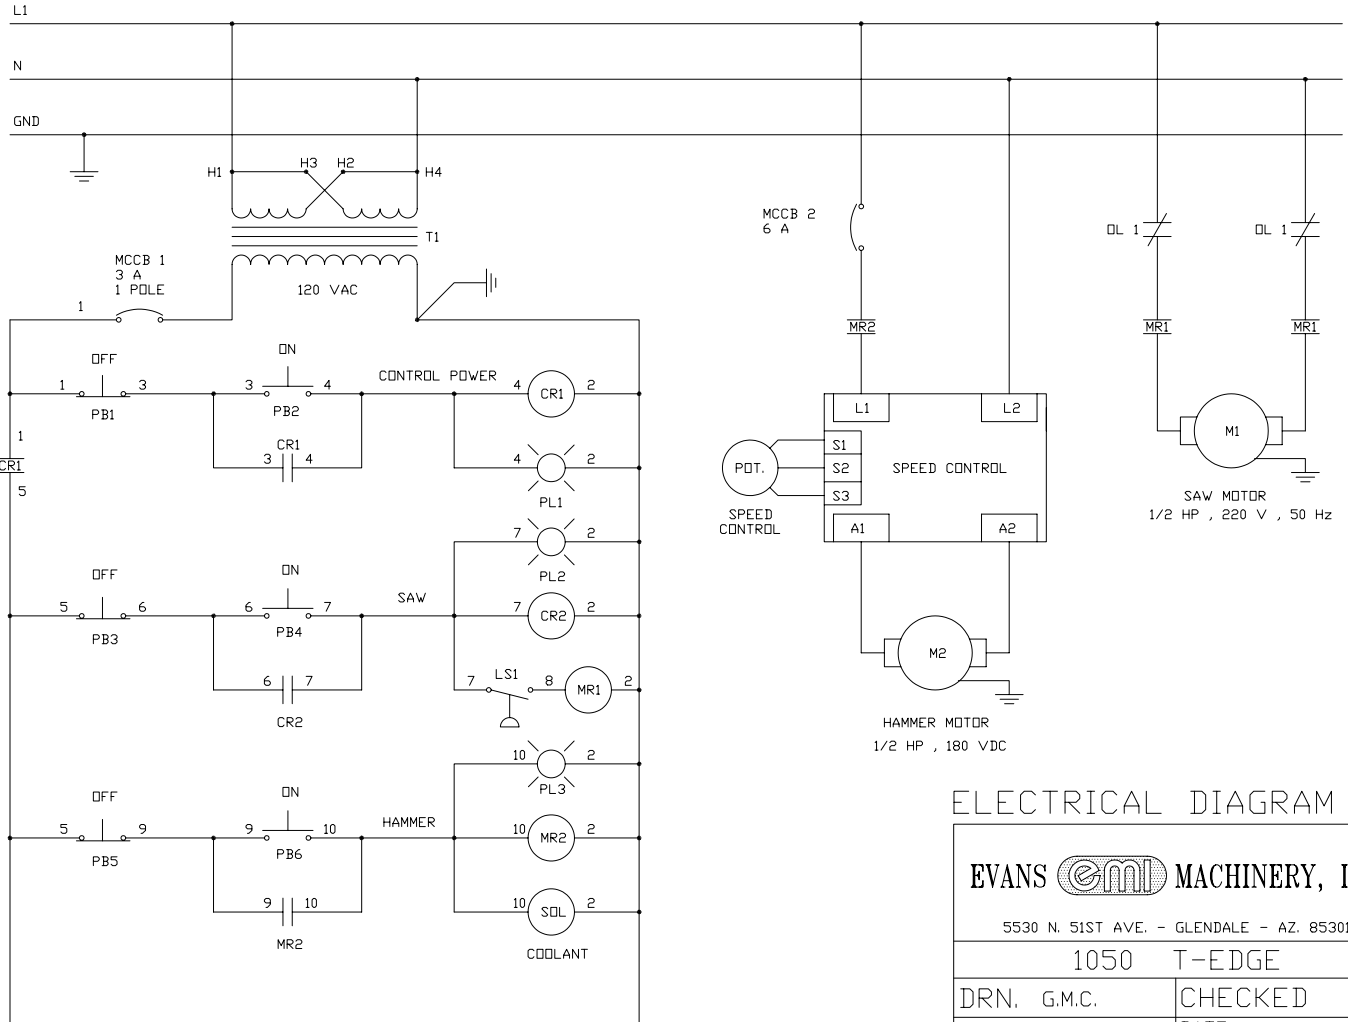 L1
N
GND
H1 H3 H2 H4
T1
MCCB 1
3 A
1 POLE
120 VAC
1
OFF
1 3
PB1
ON
3 4
PB2
CONTROL POWER
4 CR1 2
CR1
3 4
4 2
PL1
1
CR1
5
7 2
PL2
OFF
5 6
PB3
ON
6 7
PB4
SAW
7 CR2 2
6 7
CR2
LS1
7 8 MR1 2
10 2
PL3
OFF
5 9
PB5
ON
9 10
PB6
HAMMER
10 MR2 2
9 10
MR2
10 SOL 2
COOLANT
MCCB 2
6 A
MR2
L1 L2
POT.
S1
S2
S3
SPEED CONTROL
SPEED
CONTROL
A1 A2
M2
HAMMER MOTOR
1/2 HP , 180 VDC
OL 1 OL 1
MR1 MR1
M1
SAW MOTOR
1/2 HP , 220 V , 50 Hz
ELECTRICAL DIAGRAM
EVANS emi MACHINERY, I
5530 N. 51ST AVE. - GLENDALE - AZ. 85301
1050 T-EDGE
DRN. G.M.C. CHECKED